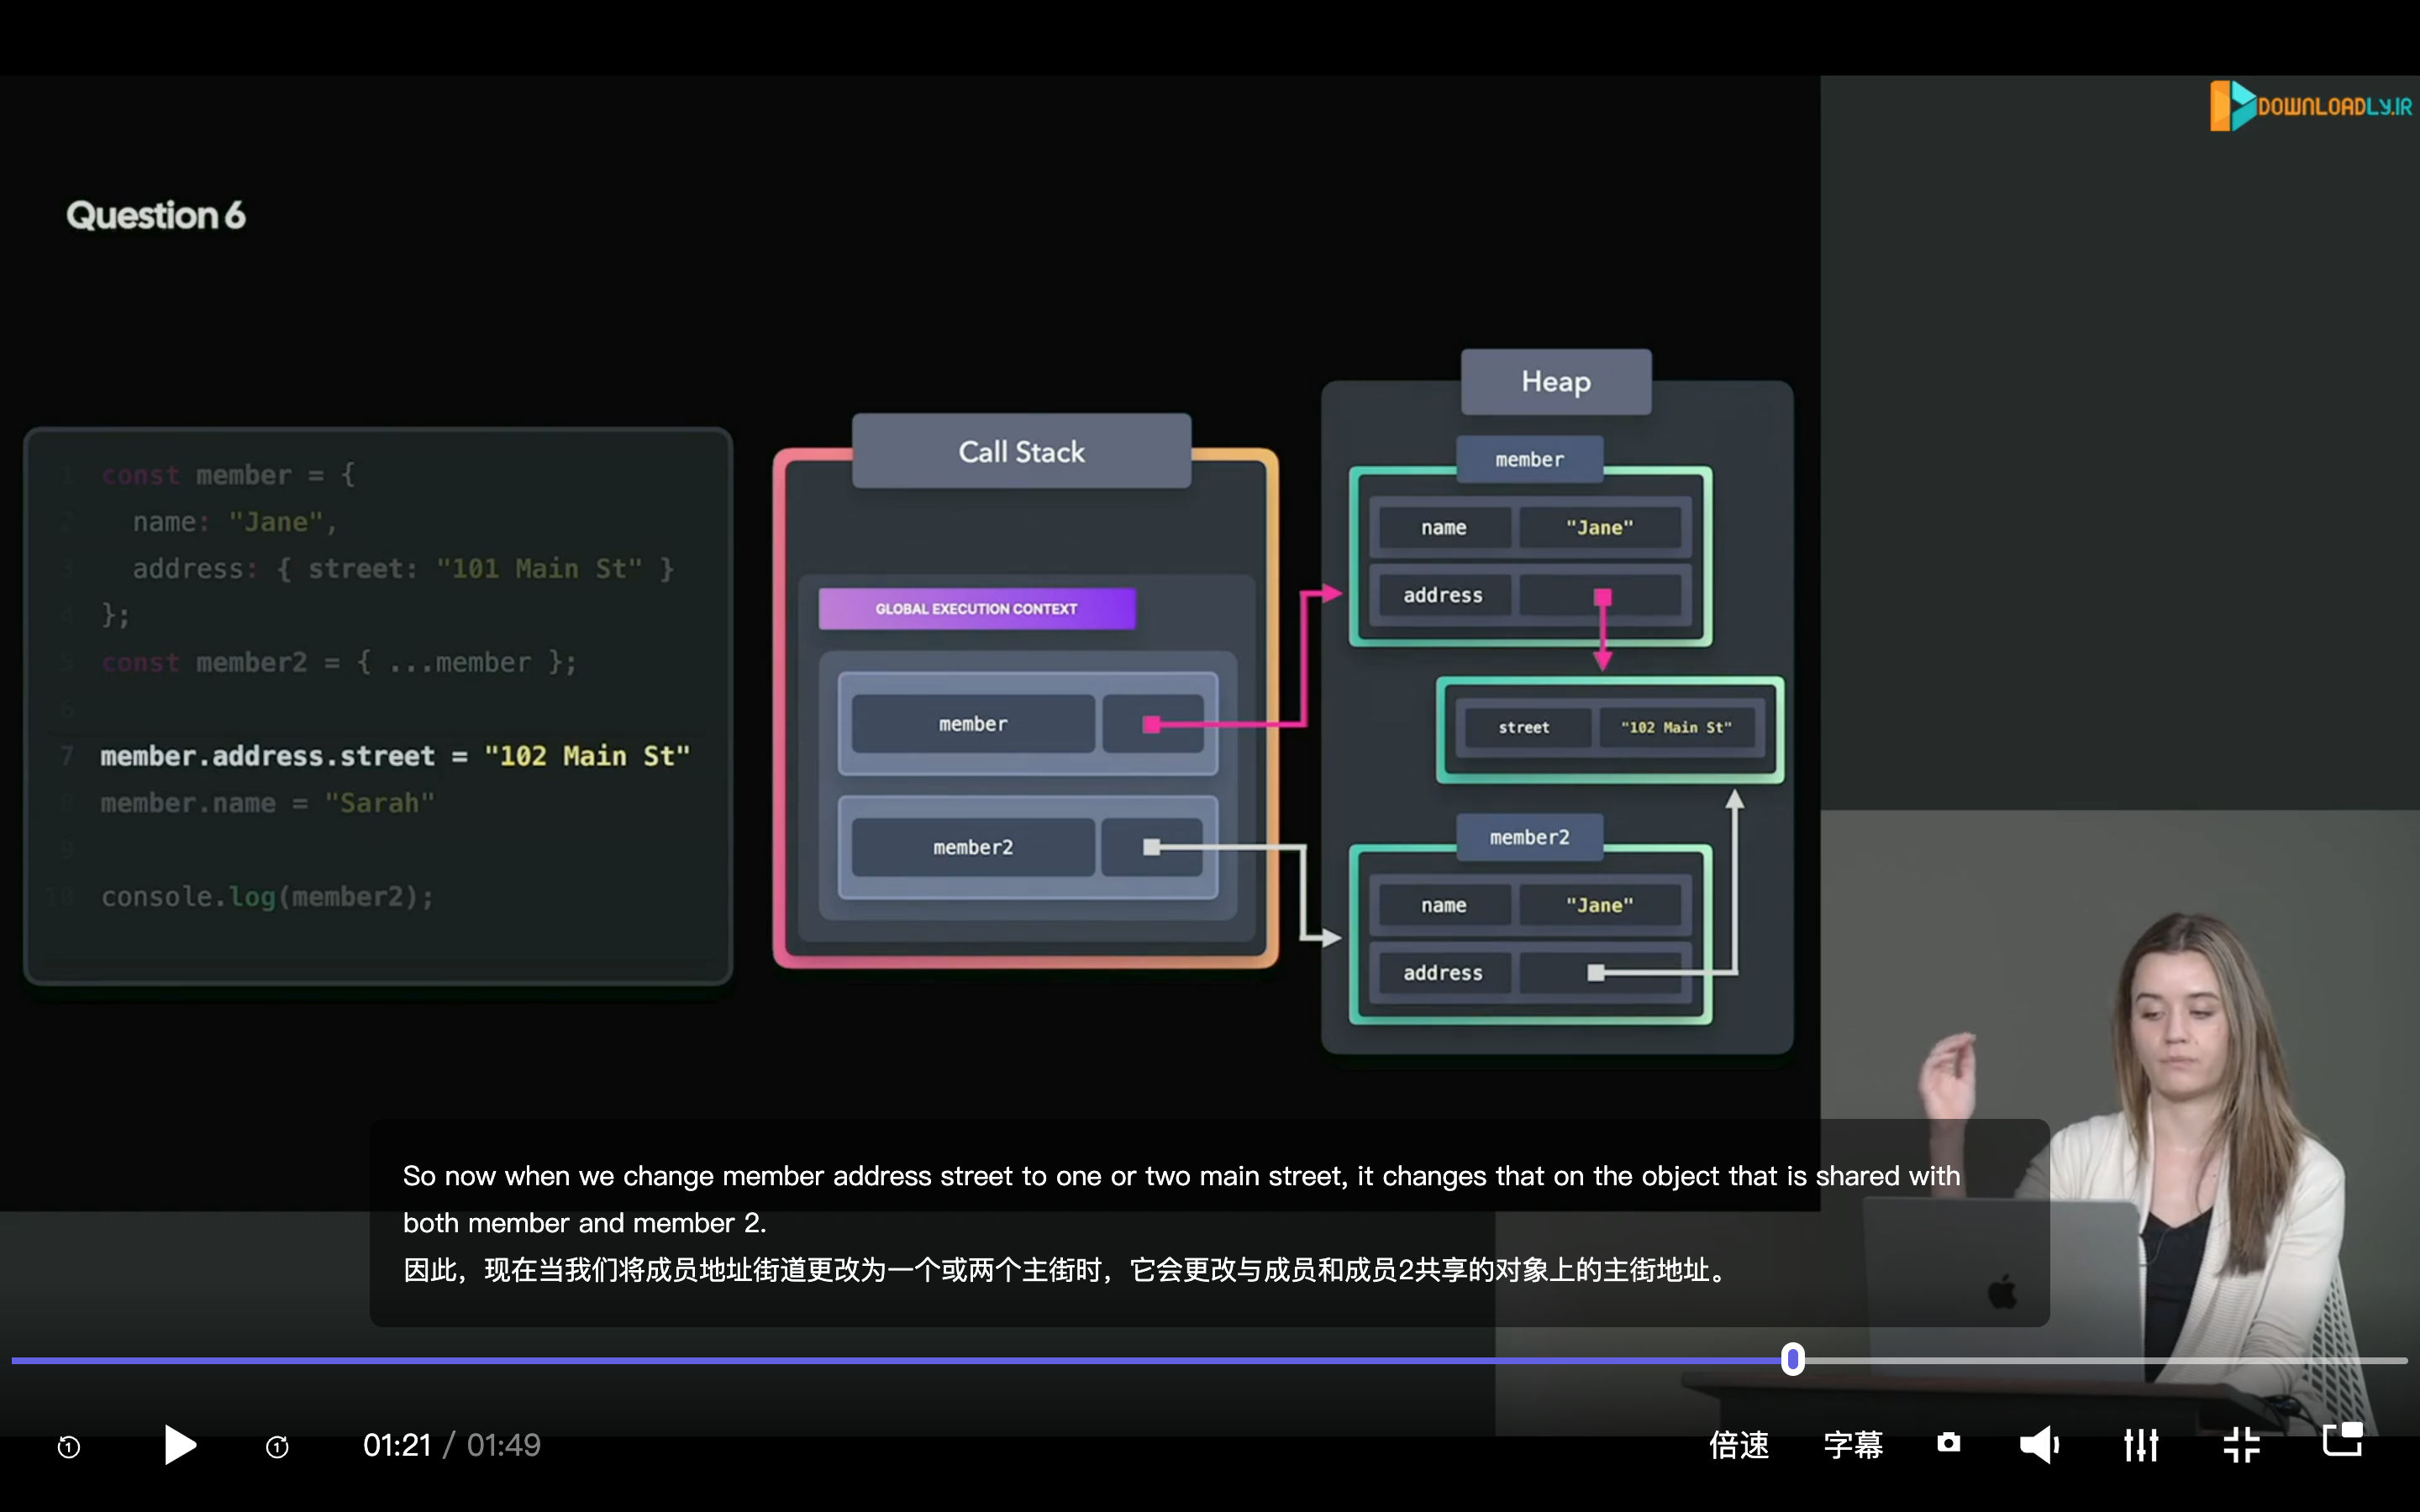 DOWNLOADLY.IR
Question 6
1 const member = {
2 name: "Jane",
3 address: { street: "101 Main St" }
4 };
5 const member2 = { ...member };
6
7 member.address.street = "102 Main St"
8 member.name = "Sarah"
9
10 console.log(member2);
Call Stack
GLOBAL EXECUTION CONTEXT
member
member2
Heap
member
name "Jane"
address
street "102 Main St"
member2
name "Jane"
address
So now when we change member address street to one or two main street, it changes that on the object that is shared with
both member and member 2.
因此，现在当我们将成员地址街道更改为一个或两个主街时，它会更改与成员和成员2共享的对象上的主街地址。
1
1
01:21 / 01:49
倍速
字幕